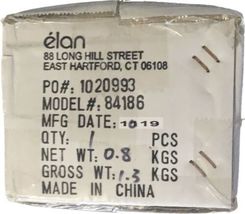 élan
88 LONG HILL STREET
EAST HARTFORD, CT 06108
PO#: 1020993
MODEL#: 84186
MFG DATE: 1019
QTY: 1 PCS
NET WT: 0.8 KGS
GROSS WT: 1.3 KGS
MADE IN CHINA